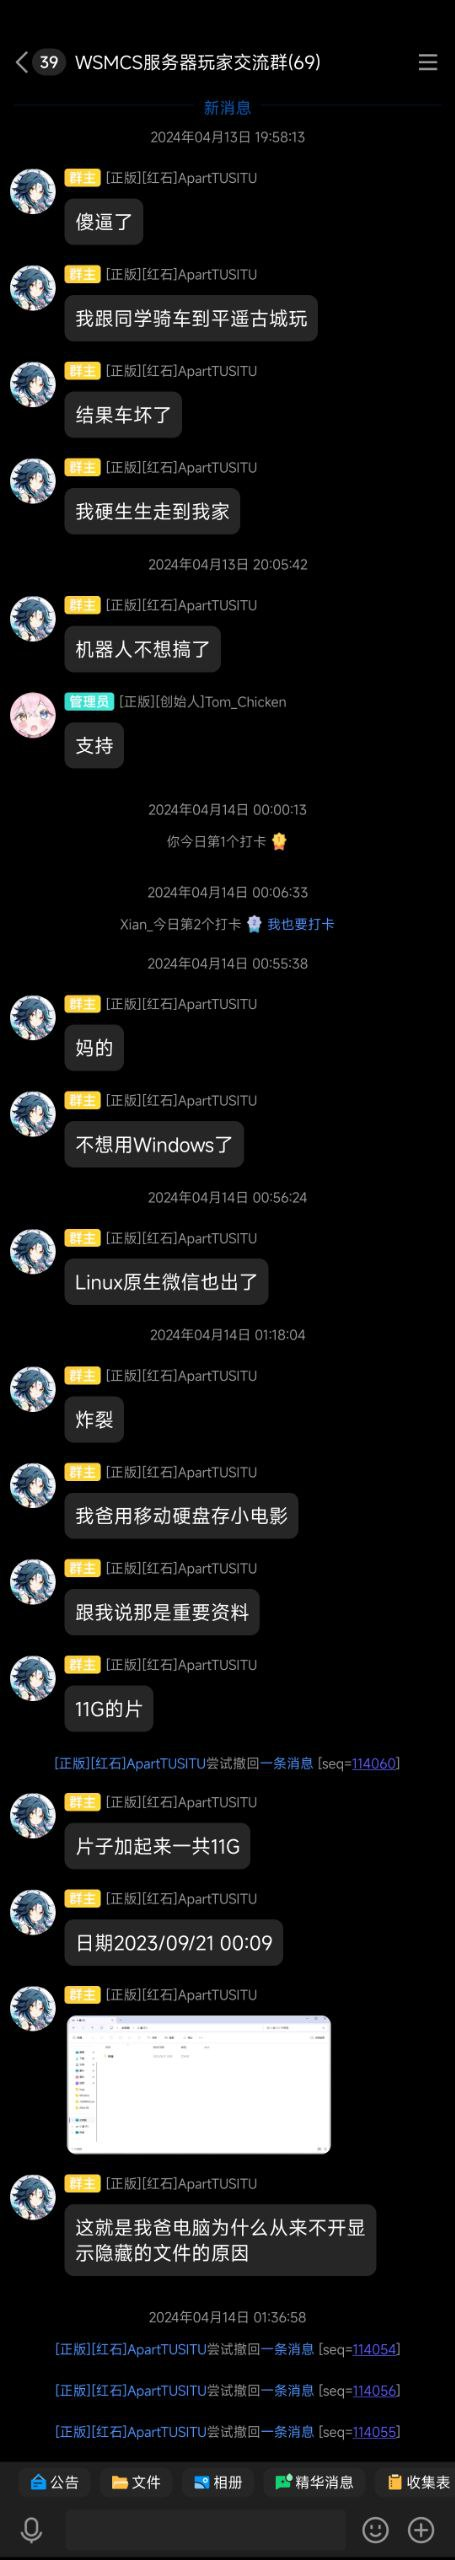 39 WSMCS服务器玩家交流群(69)
新消息
2024年04月13日 19:58:13
群主 [正版][红石]ApartTUSITU
傻逼了
群主 [正版][红石]ApartTUSITU
我跟同学骑车到平遥古城玩
群主 [正版][红石]ApartTUSITU
结果车坏了
群主 [正版][红石]ApartTUSITU
我硬生生走到我家
2024年04月13日 20:05:42
群主 [正版][红石]ApartTUSITU
机器人不想搞了
管理员 [正版][创始人]Tom_Chicken
支持
2024年04月14日 00:00:13
你今日第1个打卡
2024年04月14日 00:06:33
Xian_今日第2个打卡 我也要打卡
2024年04月14日 00:55:38
群主 [正版][红石]ApartTUSITU
妈的
群主 [正版][红石]ApartTUSITU
不想用Windows了
2024年04月14日 00:56:24
群主 [正版][红石]ApartTUSITU
Linux原生微信也出了
2024年04月14日 01:18:04
群主 [正版][红石]ApartTUSITU
炸裂
群主 [正版][红石]ApartTUSITU
我爸用移动硬盘存小电影
群主 [正版][红石]ApartTUSITU
跟我说那是重要资料
群主 [正版][红石]ApartTUSITU
11G的片
[正版][红石]ApartTUSITU尝试撤回一条消息 [seq=114060]
群主 [正版][红石]ApartTUSITU
片子加起来一共11G
群主 [正版][红石]ApartTUSITU
日期2023/09/21 00:09
群主 [正版][红石]ApartTUSITU
群主 [正版][红石]ApartTUSITU
这就是我爸电脑为什么从来不开显
示隐藏的文件的原因
2024年04月14日 01:36:58
[正版][红石]ApartTUSITU尝试撤回一条消息 [seq=114054]
[正版][红石]ApartTUSITU尝试撤回一条消息 [seq=114056]
[正版][红石]ApartTUSITU尝试撤回一条消息 [seq=114055]
公告 文件 相册 精华消息 收集表